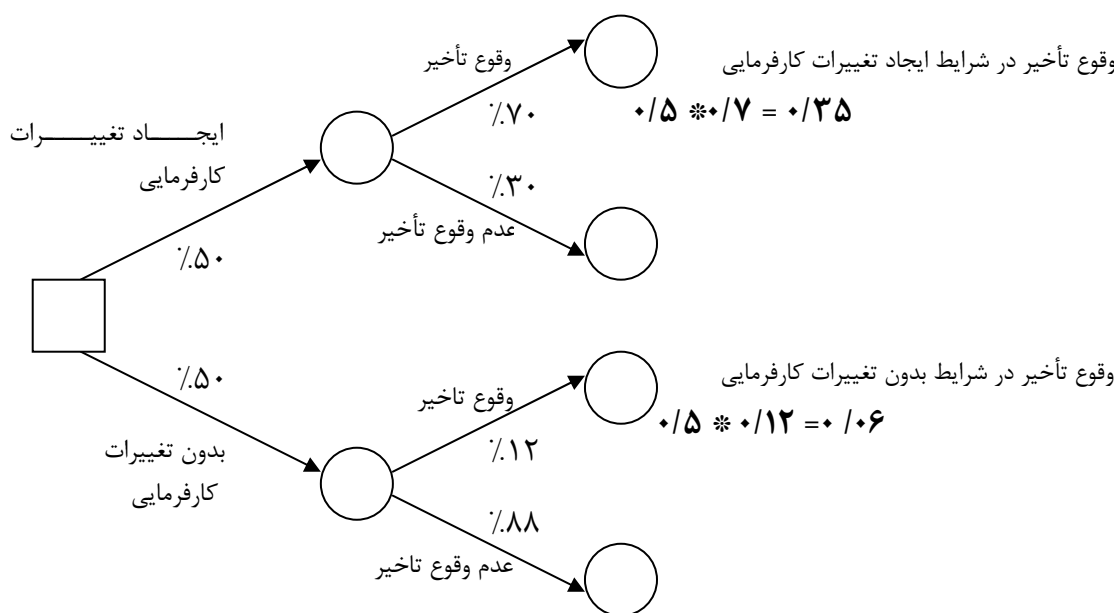 وقوع تأخیر
٪۷۰
وقوع تأخیر در شرایط ایجاد تغییرات کارفرمایی
۰/۵ *۰/۷ = ۰/۳۵
ایجـــــاد تغییـــــرات
کارفرمایی
٪۵۰
٪۳۰
عدم وقوع تأخیر
٪۵۰
بدون تغییرات
کارفرمایی
وقوع تاخیر
٪۱۲
وقوع تأخیر در شرایط بدون تغییرات کارفرمایی
۰/۵ * ۰/۱۲ =۰ /۰۶
٪۸۸
عدم وقوع تاخیر